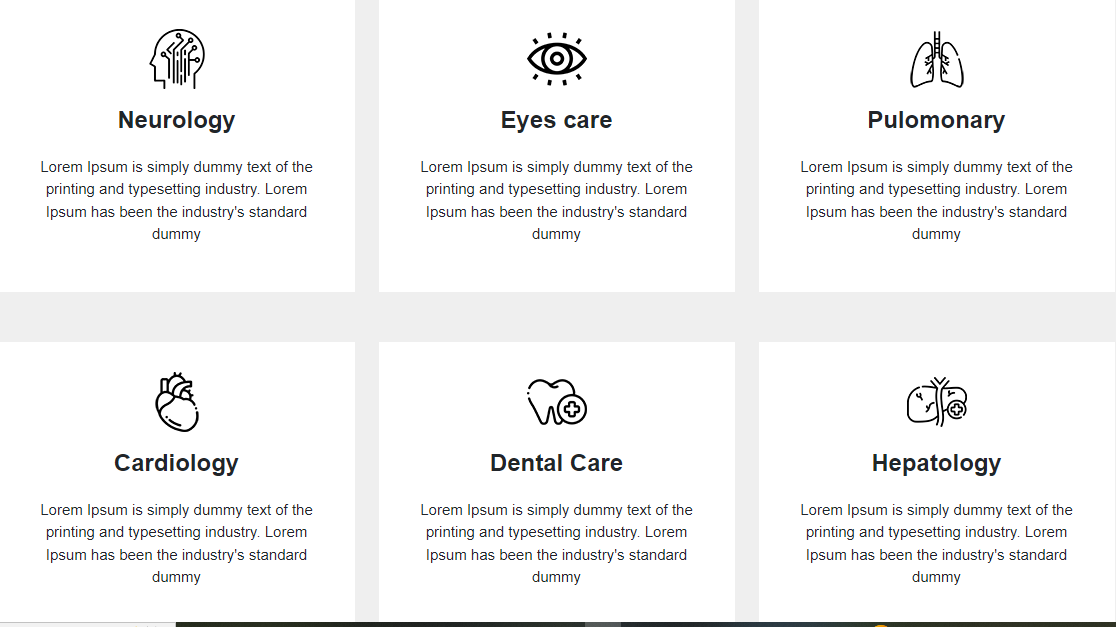 Neurology
Lorem Ipsum is simply dummy text of the
printing and typesetting industry. Lorem
Ipsum has been the industry's standard
dummy
Eyes care
Lorem Ipsum is simply dummy text of the
printing and typesetting industry. Lorem
Ipsum has been the industry's standard
dummy
Pulomonary
Lorem Ipsum is simply dummy text of the
printing and typesetting industry. Lorem
Ipsum has been the industry's standard
dummy
Cardiology
Lorem Ipsum is simply dummy text of the
printing and typesetting industry. Lorem
Ipsum has been the industry's standard
dummy
Dental Care
Lorem Ipsum is simply dummy text of the
printing and typesetting industry. Lorem
Ipsum has been the industry's standard
dummy
Hepatology
Lorem Ipsum is simply dummy text of the
printing and typesetting industry. Lorem
Ipsum has been the industry's standard
dummy